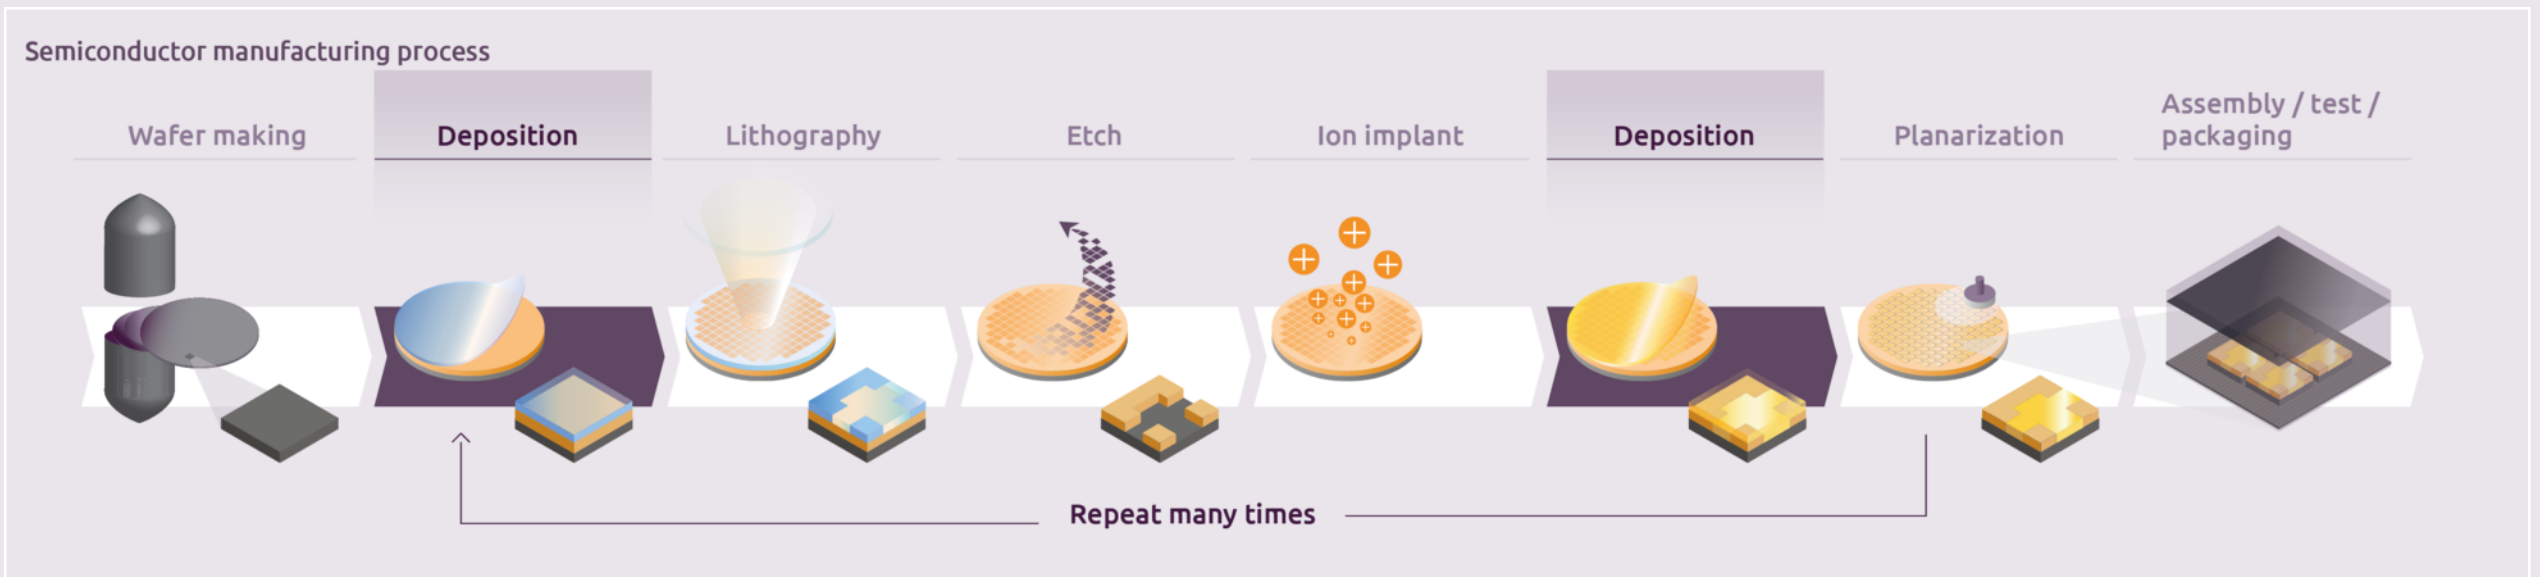 Semiconductor manufacturing process
Wafer making
Deposition
Lithography
Etch
Ion implant
Deposition
Planarization
Assembly / test /
packaging
Repeat many times